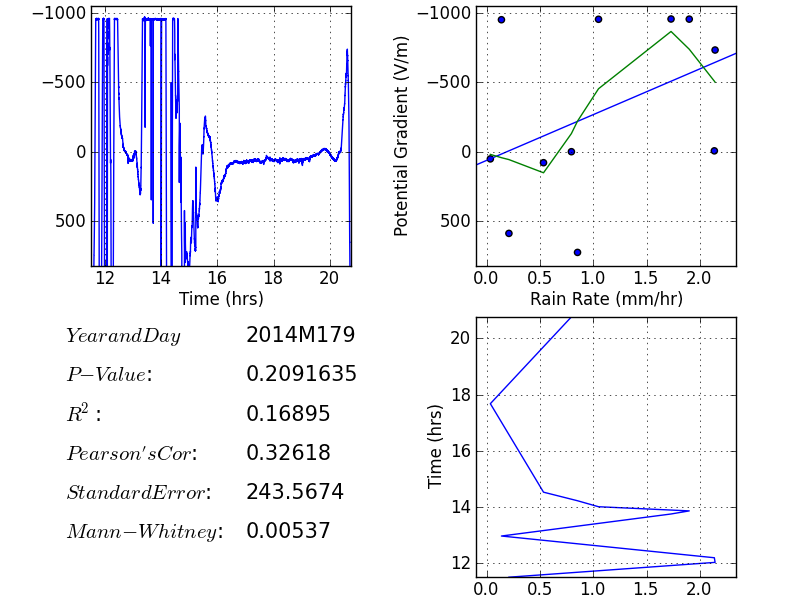 −1000
−500
0
500
12 14 16 18 20
Time (hrs)
−1000
−500
0
500
Potential Gradient (V/m)
0.0 0.5 1.0 1.5 2.0
Rain Rate (mm/hr)
YearandDay 2014M179
P−Value: 0.2091635
R²: 0.16895
Pearson'sCor: 0.32618
StandardError: 243.5674
Mann−Whitney: 0.00537
20
18
16
14
12
Time (hrs)
0.0 0.5 1.0 1.5 2.0